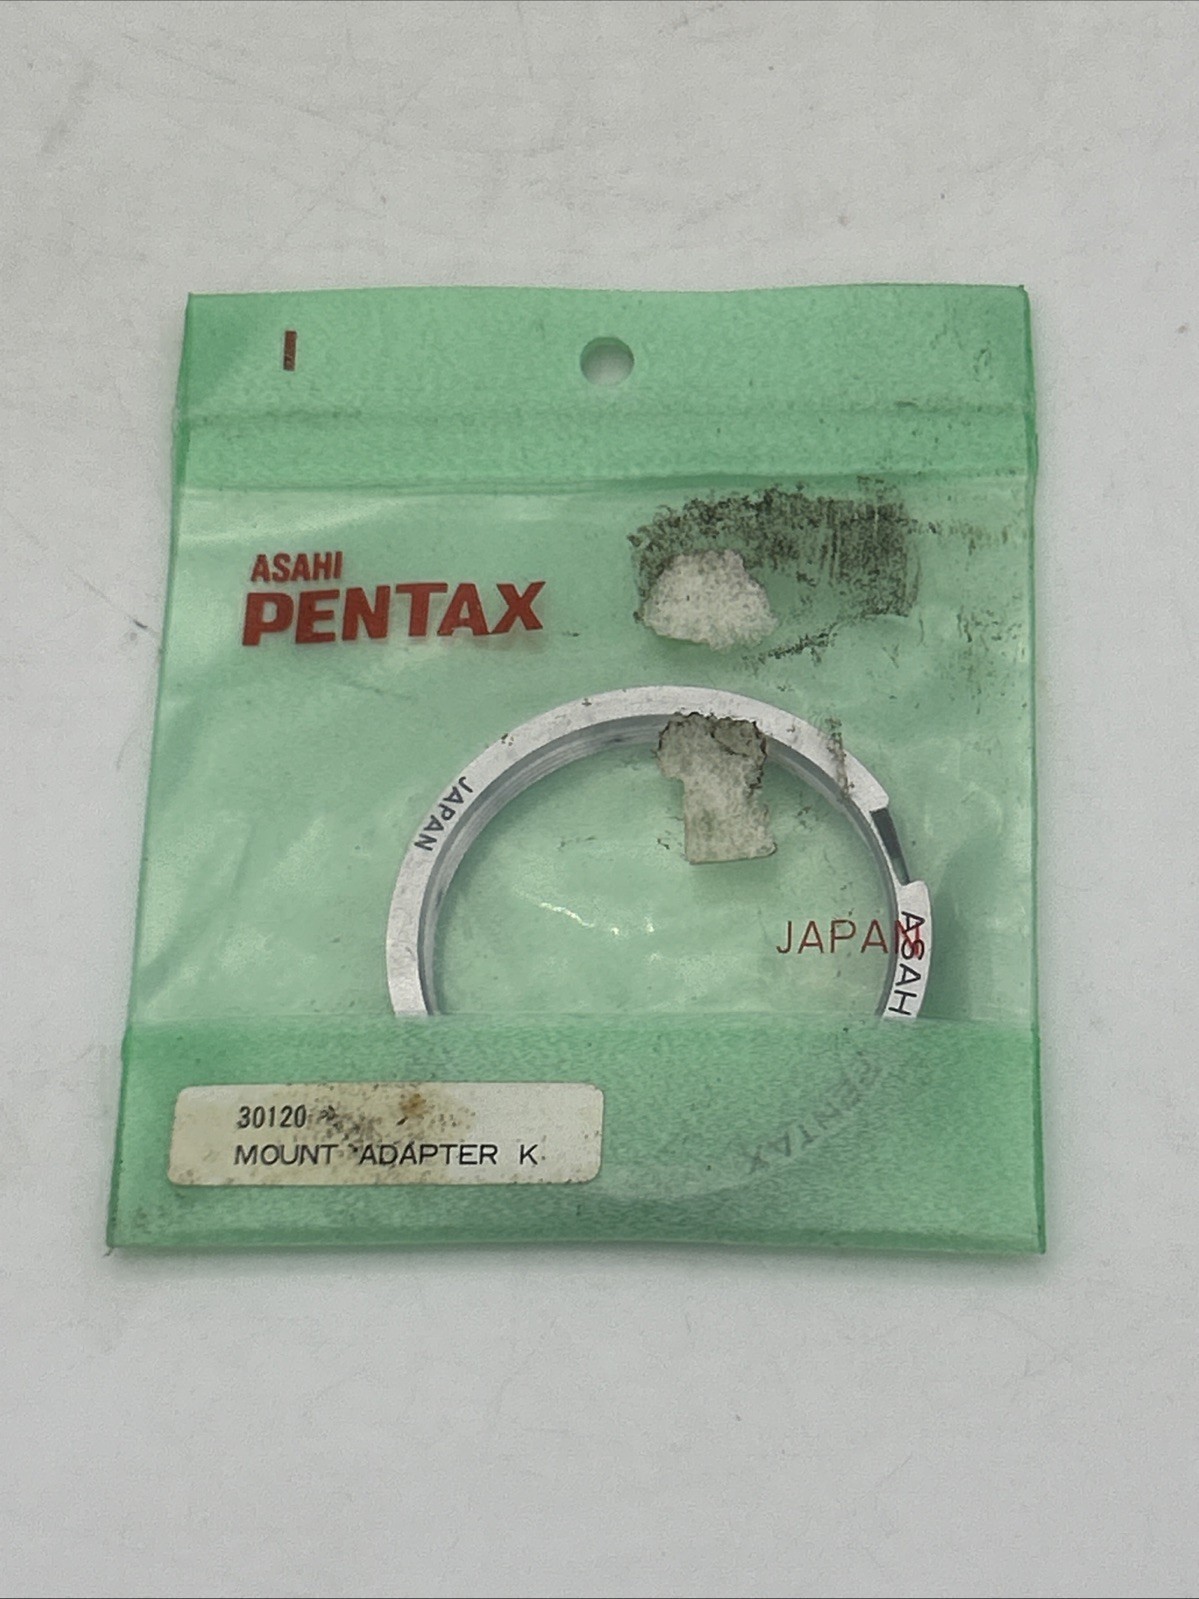 ASAHI
PENTAX
JAPAN
JAPAN
ASAHI
PENTAX
30120
MOUNT ADAPTER K